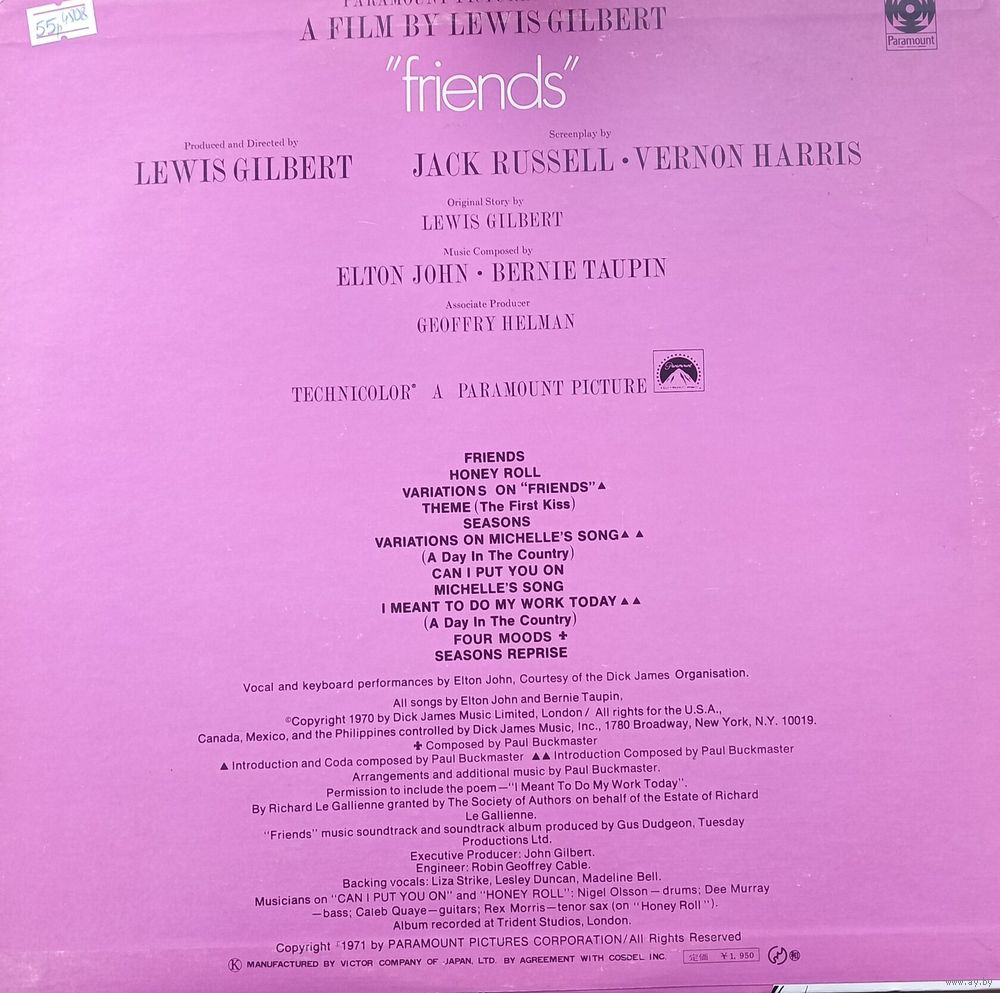 PARAMOUNT PICTURE
A FILM BY LEWIS GILBERT
55p 4808
Paramount
"friends"
Produced and Directed by
LEWIS GILBERT
Screenplay by
JACK RUSSELL • VERNON HARRIS
Original Story by
LEWIS GILBERT
Music Composed by
ELTON JOHN • BERNIE TAUPIN
Associate Producer
GEOFFRY HELMAN
TECHNICOLOR® A PARAMOUNT PICTURE
Paramount
FRIENDS
HONEY ROLL
VARIATIONS ON "FRIENDS"▲
THEME (The First Kiss)
SEASONS
VARIATIONS ON MICHELLE'S SONG▲ ▲
(A Day In The Country)
CAN I PUT YOU ON
MICHELLE'S SONG
I MEANT TO DO MY WORK TODAY ▲▲
(A Day In The Country)
FOUR MOODS ✚
SEASONS REPRISE
Vocal and keyboard performances by Elton John, Courtesy of the Dick James Organisation.
All songs by Elton John and Bernie Taupin,
©Copyright 1970 by Dick James Music Limited, London / All rights for the U.S.A.,
Canada, Mexico, and the Philippines controlled by Dick James Music, Inc., 1780 Broadway, New York, N.Y. 10019.
✚ Composed by Paul Buckmaster
▲ Introduction and Coda composed by Paul Buckmaster ▲▲ Introduction Composed by Paul Buckmaster
Arrangements and additional music by Paul Buckmaster.
Permission to include the poem—"I Meant To Do My Work Today".
By Richard Le Gallienne granted by The Society of Authors on behalf of the Estate of Richard
Le Gallienne.
"Friends" music soundtrack and soundtrack album produced by Gus Dudgeon, Tuesday
Productions Ltd.
Executive Producer: John Gilbert.
Engineer: Robin Geoffrey Cable.
Backing vocals: Liza Strike, Lesley Duncan, Madeline Bell.
Musicians on "CAN I PUT YOU ON" and "HONEY ROLL": Nigel Olsson — drums; Dee Murray
—bass; Caleb Quaye—guitars; Rex Morris—tenor sax (on "Honey Roll").
Album recorded at Trident Studios, London.
Copyright 1971 by PARAMOUNT PICTURES CORPORATION/All Rights Reserved
Ⓚ MANUFACTURED BY VICTOR COMPANY OF JAPAN, LTD. BY AGREEMENT WITH COSDEL INC. 定価 ¥1,950
www.ay.by